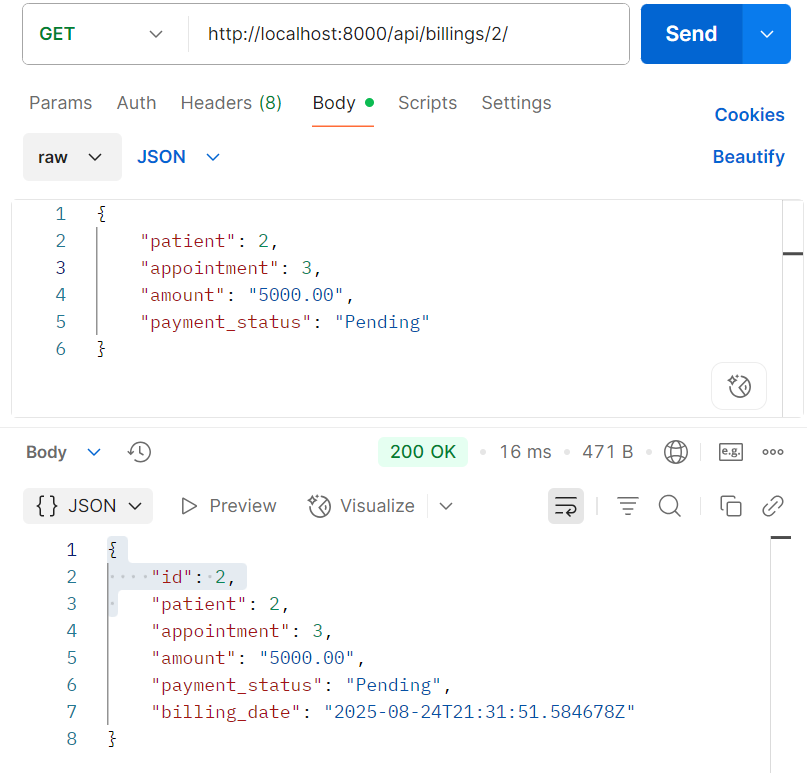 GET http://localhost:8000/api/billings/2/ Send
Params Auth Headers (8) Body Scripts Settings Cookies
raw JSON Beautify
1 {
2 "patient": 2,
3 "appointment": 3,
4 "amount": "5000.00",
5 "payment_status": "Pending"
6 }
Body 200 OK 16 ms 471 B e.g.
{} JSON Preview Visualize
1 {
2 "id": 2,
3 "patient": 2,
4 "appointment": 3,
5 "amount": "5000.00",
6 "payment_status": "Pending",
7 "billing_date": "2025-08-24T21:31:51.584678Z"
8 }